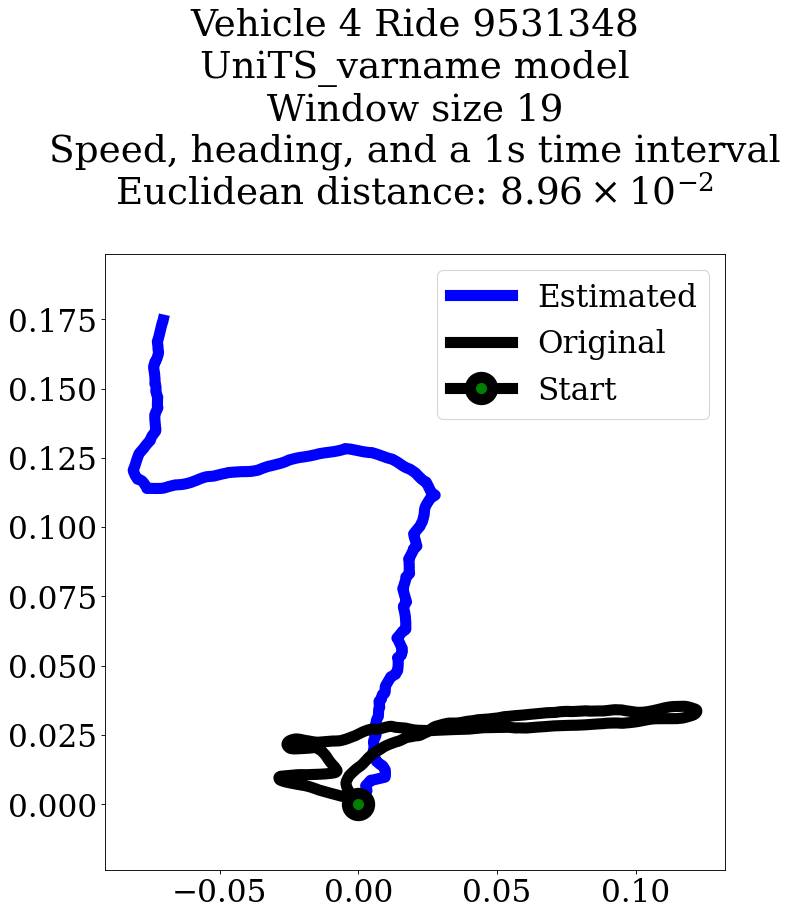 Vehicle 4 Ride 9531348
UniTS_varname model
Window size 19
Speed, heading, and a 1s time interval
Euclidean distance: 8.96 × 10⁻²
Estimated
Original
Start
0.175
0.150
0.125
0.100
0.075
0.050
0.025
0.000
−0.05 0.00 0.05 0.10